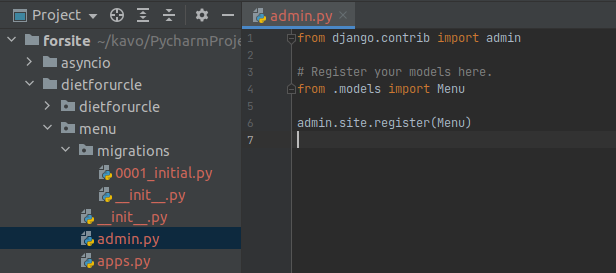 Project
admin.py
forsite ~/kavo/PycharmProje
asyncio
dietforurcle
dietforurcle
menu
migrations
0001_initial.py
__init__.py
__init__.py
admin.py
apps.py
1 from django.contrib import admin
2
3 # Register your models here.
4 from .models import Menu
5
6 admin.site.register(Menu)
7